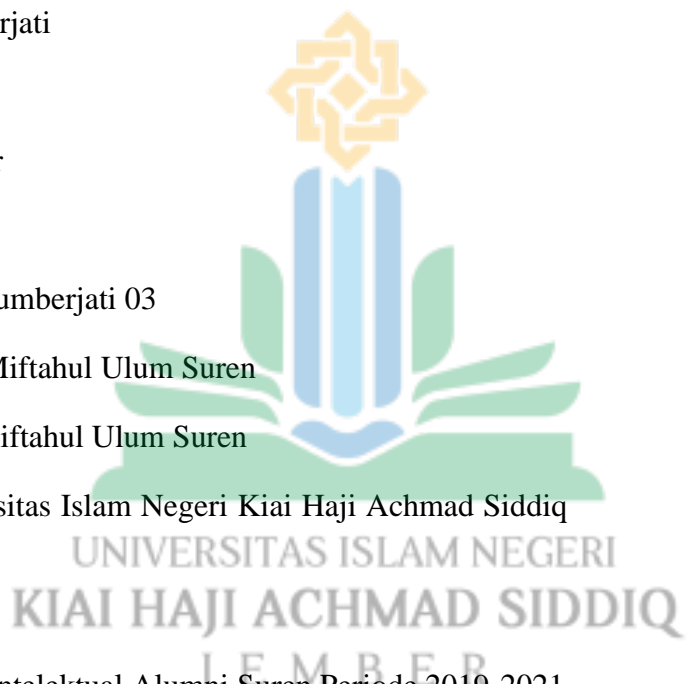 rjati
umberjati 03
Miftahul Ulum Suren
iftahul Ulum Suren
sitas Islam Negeri Kiai Haji Achmad Siddiq
UNIVERSITAS ISLAM NEGERI
KIAI HAJI ACHMAD SIDDIQ
JEMBER
ntelektual Alumni Suren Periode 2019-2021